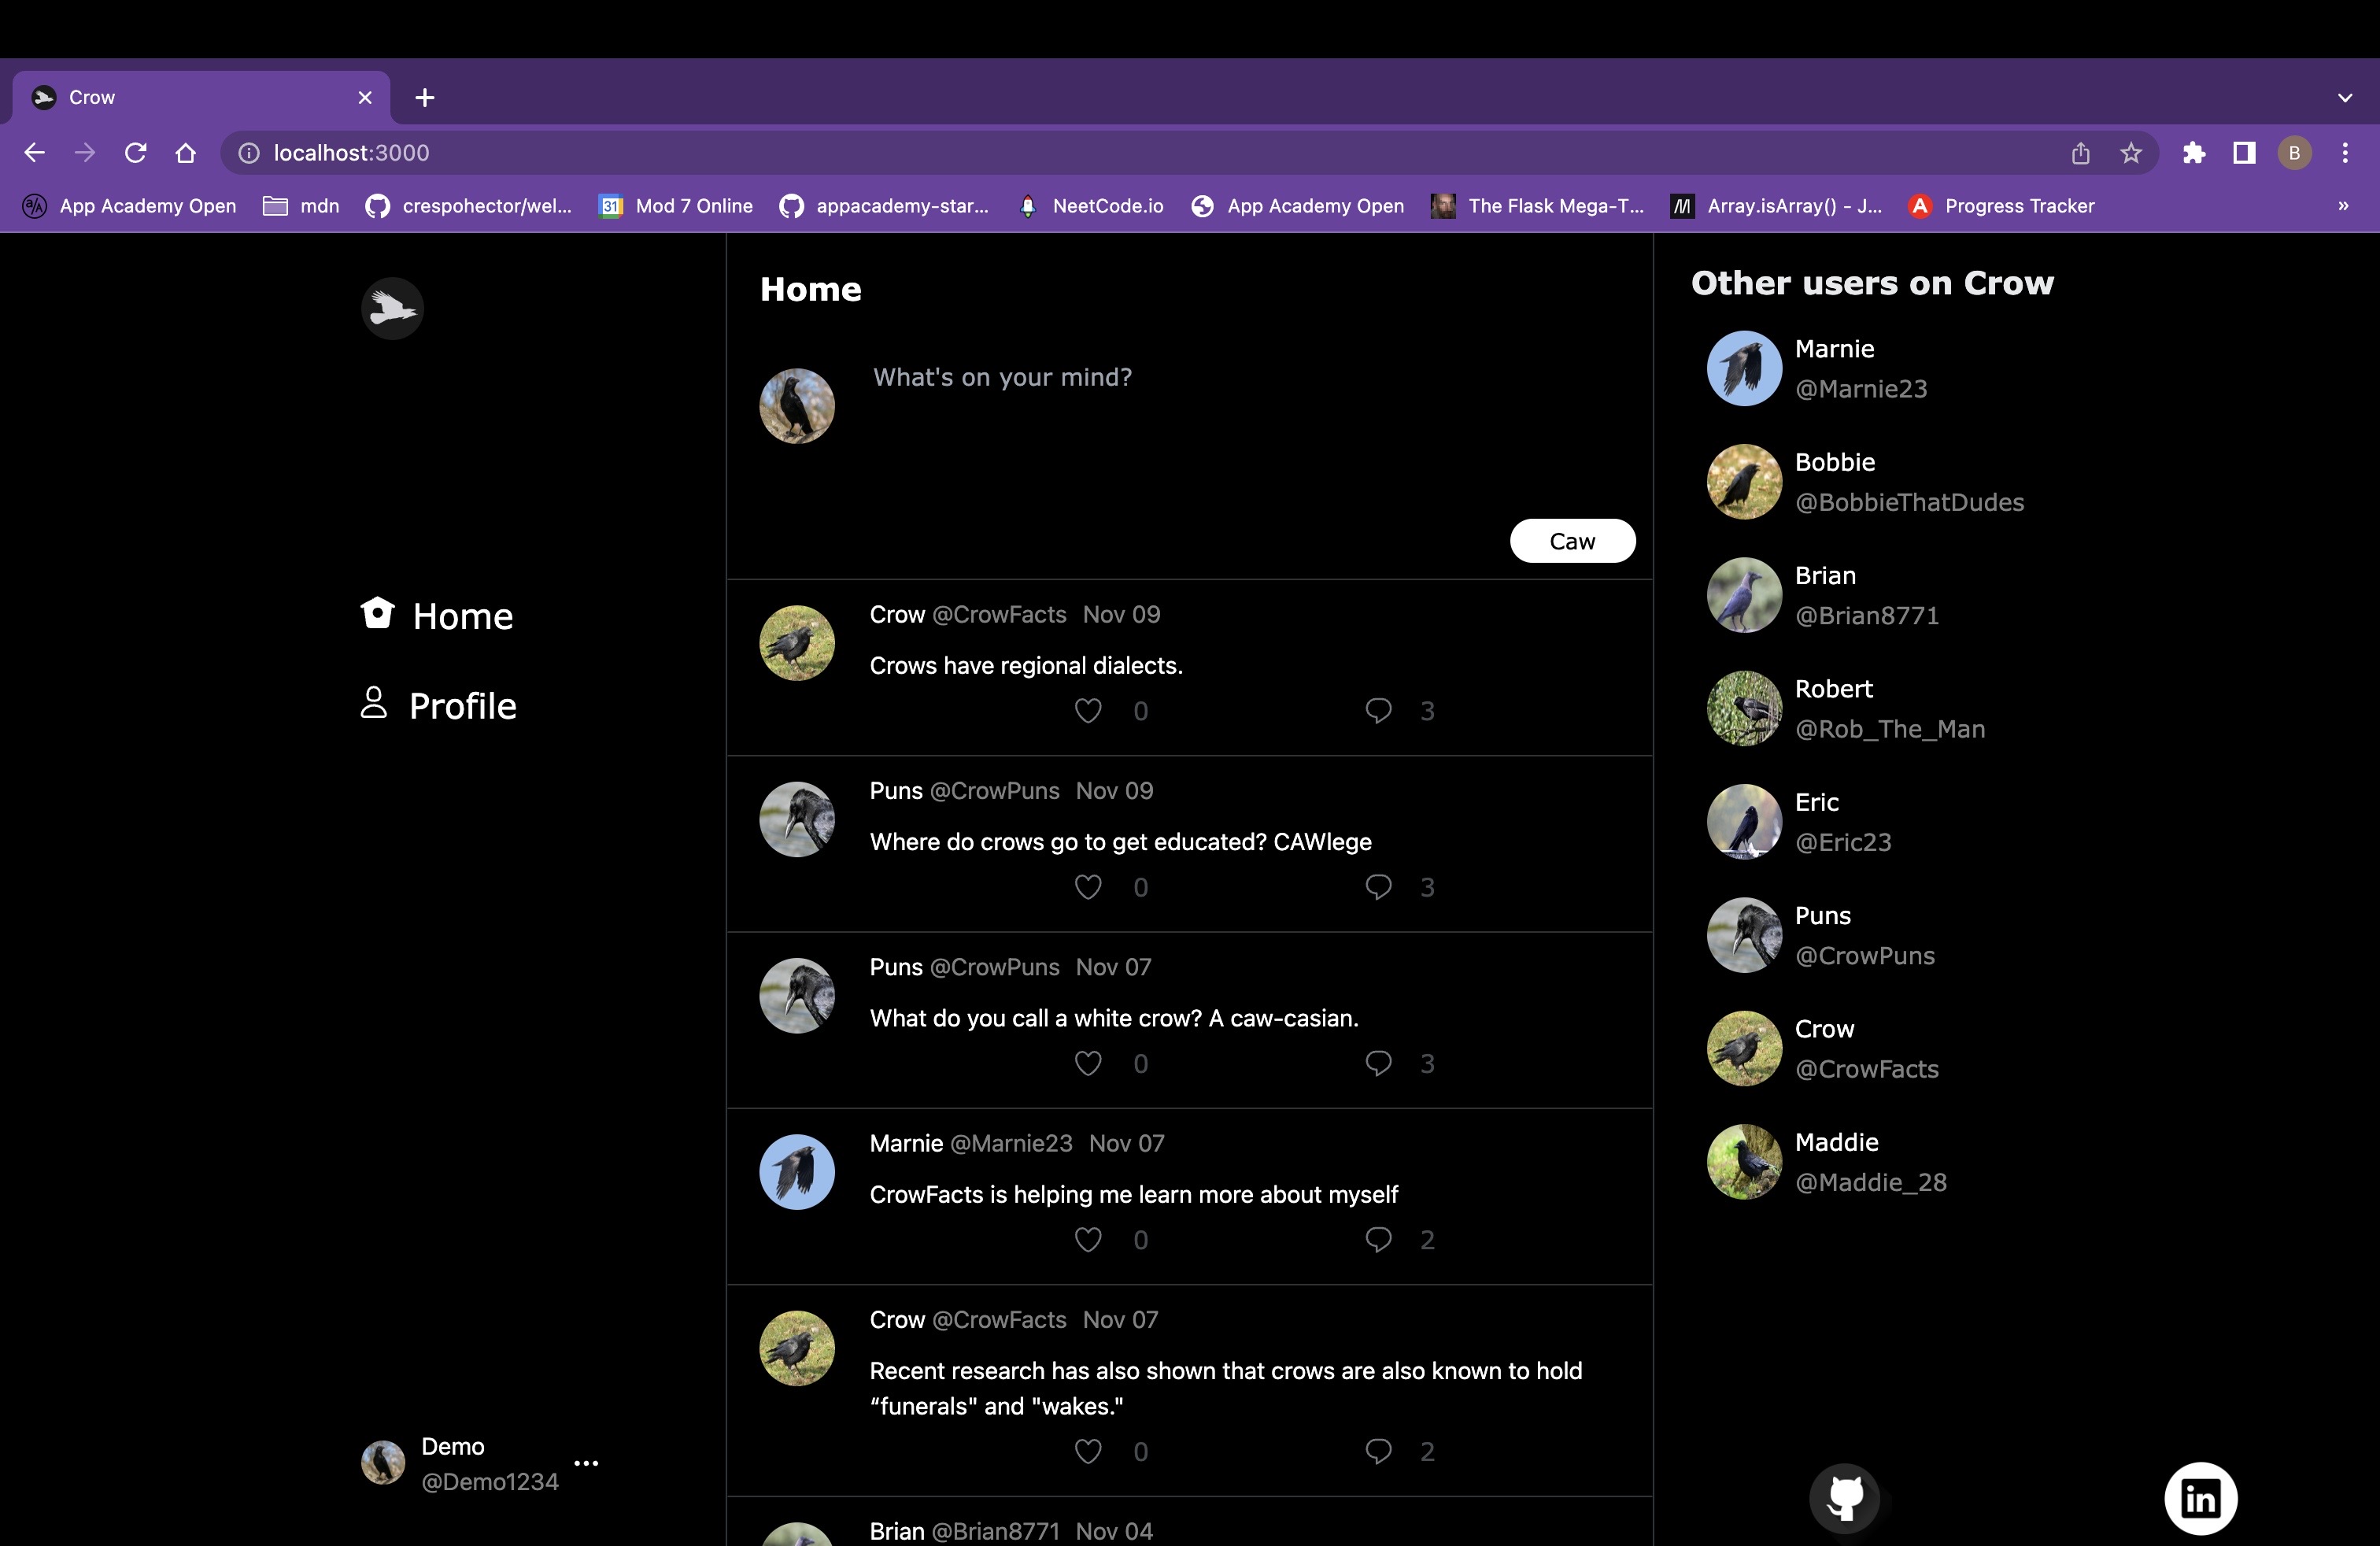 Crow
localhost:3000
App Academy Open
mdn
crespohector/wel...
31 Mod 7 Online
appacademy-star...
NeetCode.io
App Academy Open
The Flask Mega-T...
Array.isArray() - J...
A Progress Tracker
B
Home
Profile
Demo
@Demo1234
Home
What's on your mind?
Caw
Crow @CrowFacts Nov 09
Crows have regional dialects.
0 3
Puns @CrowPuns Nov 09
Where do crows go to get educated? CAWlege
0 3
Puns @CrowPuns Nov 07
What do you call a white crow? A caw-casian.
0 3
Marnie @Marnie23 Nov 07
CrowFacts is helping me learn more about myself
0 2
Crow @CrowFacts Nov 07
Recent research has also shown that crows are also known to hold
“funerals" and "wakes."
0 2
Brian @Brian8771 Nov 04
Other users on Crow
Marnie
@Marnie23
Bobbie
@BobbieThatDudes
Brian
@Brian8771
Robert
@Rob_The_Man
Eric
@Eric23
Puns
@CrowPuns
Crow
@CrowFacts
Maddie
@Maddie_28
in